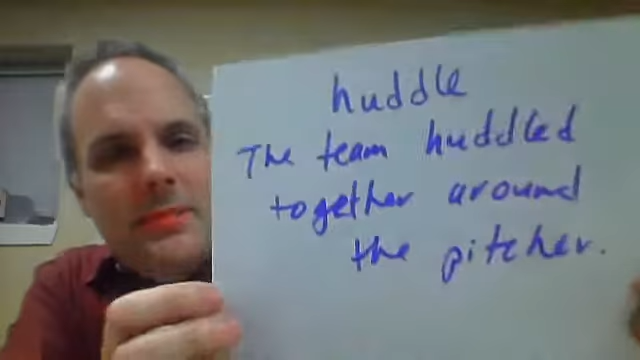 huddle
The team huddled
together around
the pitcher.